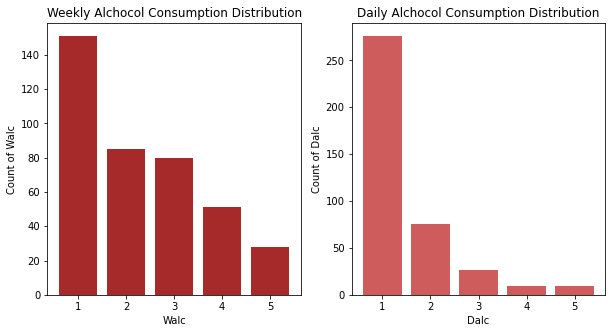 Weekly Alchocol Consumption Distribution
Count of Walc
140
120
100
80
60
40
20
0
1 2 3 4 5
Walc
Daily Alchocol Consumption Distribution
Count of Dalc
250
200
150
100
50
0
1 2 3 4 5
Dalc